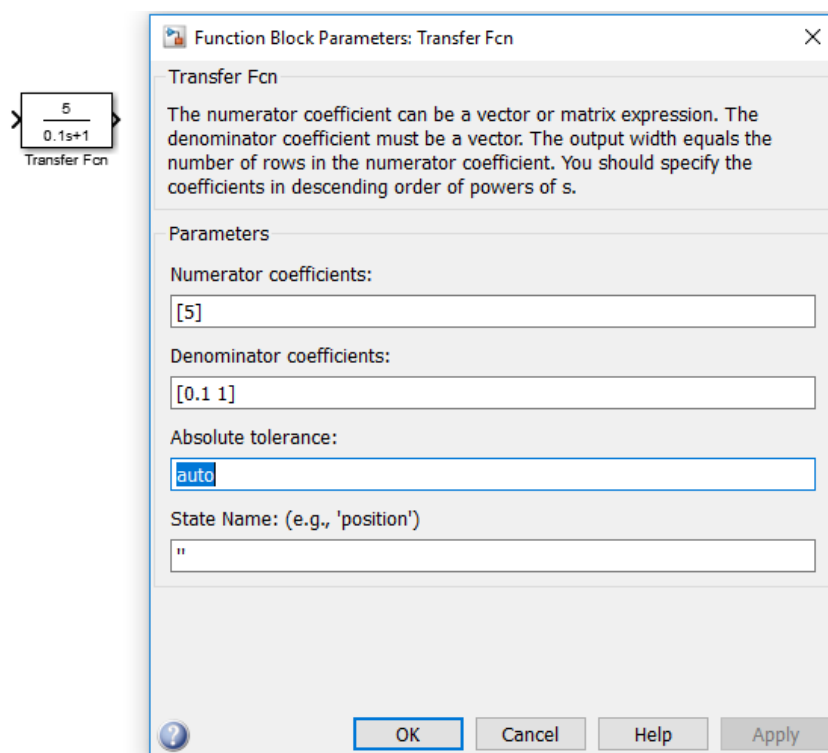 Function Block Parameters: Transfer Fcn
5
0.1s+1
Transfer Fcn
Transfer Fcn
The numerator coefficient can be a vector or matrix expression. The
denominator coefficient must be a vector. The output width equals the
number of rows in the numerator coefficient. You should specify the
coefficients in descending order of powers of s.
Parameters
Numerator coefficients:
[5]
Denominator coefficients:
[0.1 1]
Absolute tolerance:
auto
State Name: (e.g., 'position')
''
OK Cancel Help Apply